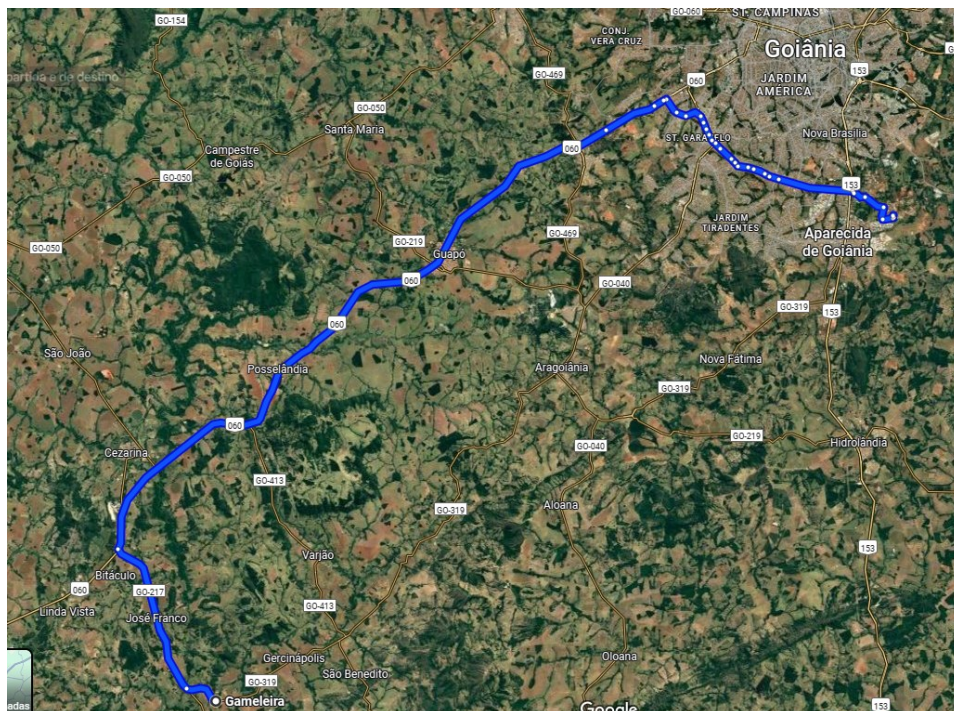 GO-154
GO-060
ST. CAMPINAS
CONJ.
VERA CRUZ
Goiânia
153
partida e de destino
GO-469
060
JARDIM
AMÉRICA
GO-050
Santa Maria
ST. GARAVELO
Nova Brasilia
Campestre
de Goiás
060
GO-050
153
JARDIM
TIRADENTES
Aparecida
de Goiânia
GO-469
GO-219
GO-050
Guapó
060
GO-040
GO-319
153
060
São João
Posselândia
Aragoiânia
Nova Fátima
GO-319
060
GO-219
Hidrolândia
GO-040
Cezarina
GO-413
Aloana
GO-319
153
Varjão
Bitáculo
060
GO-217
Linda Vista
José Franco
GO-413
Gercinápolis
Oloana
São Benedito
GO-319
Gameleira
153
adas
Google